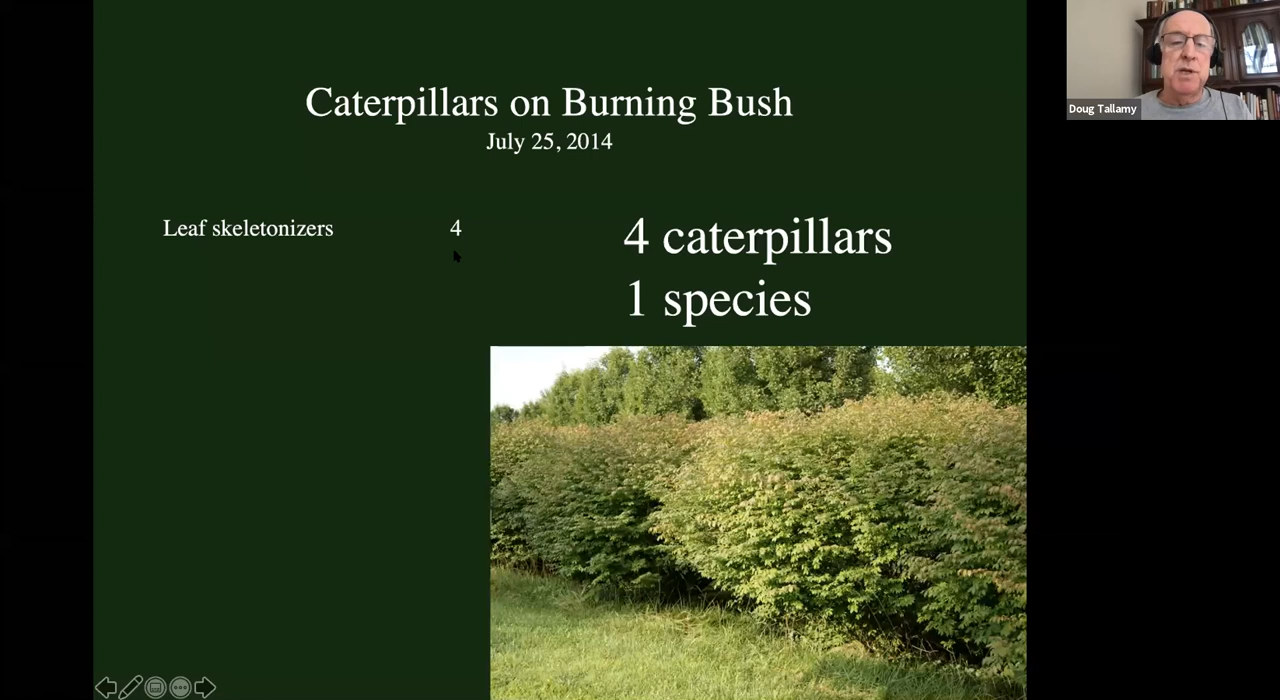 Caterpillars on Burning Bush
July 25, 2014
Leaf skeletonizers 4
4 caterpillars
1 species
Doug Tallamy